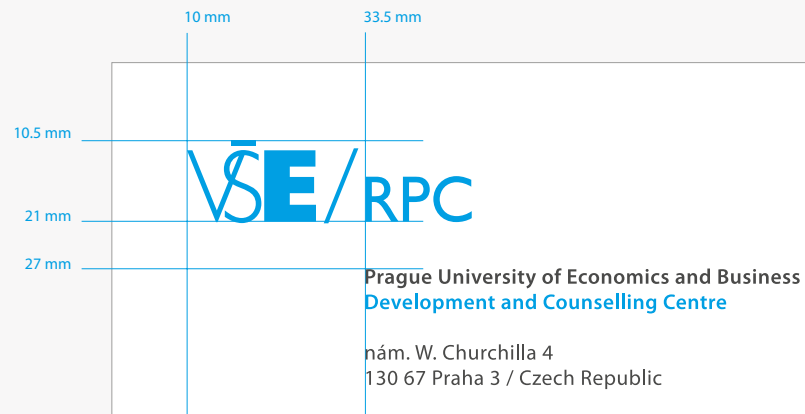 10 mm
33.5 mm
10.5 mm
VŠE/RPC
21 mm
27 mm
Prague University of Economics and Business
Development and Counselling Centre
nám. W. Churchilla 4
130 67 Praha 3 / Czech Republic